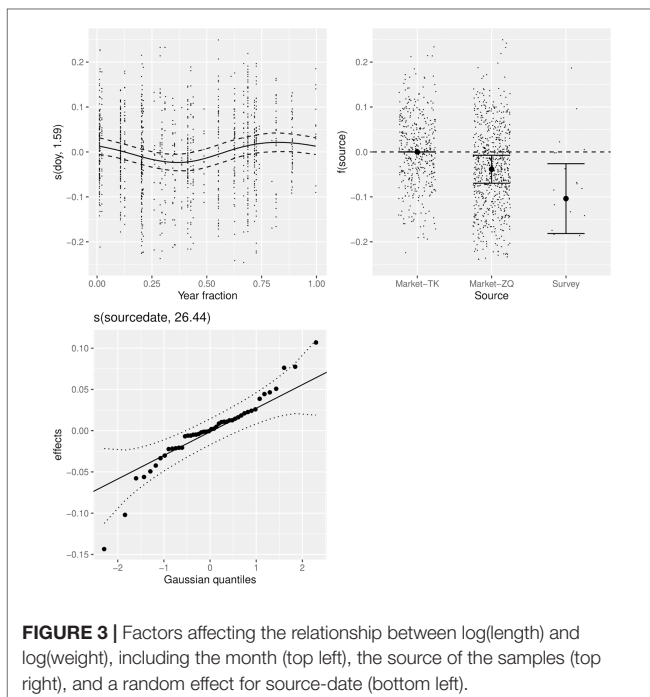 0.2
0.1
0.0
−0.1
−0.2
s(doy, 1.59)
0.00
0.25
0.50
0.75
1.00
Year fraction
0.2
0.1
0.0
−0.1
−0.2
f(source)
Market−TK
Market−ZQ
Survey
Source
s(sourcedate, 26.44)
0.10
0.05
0.00
−0.05
−0.10
−0.15
effects
−2
−1
0
1
2
Gaussian quantiles
FIGURE 3 | Factors affecting the relationship between log(length) and
log(weight), including the month (top left), the source of the samples (top
right), and a random effect for source-date (bottom left).